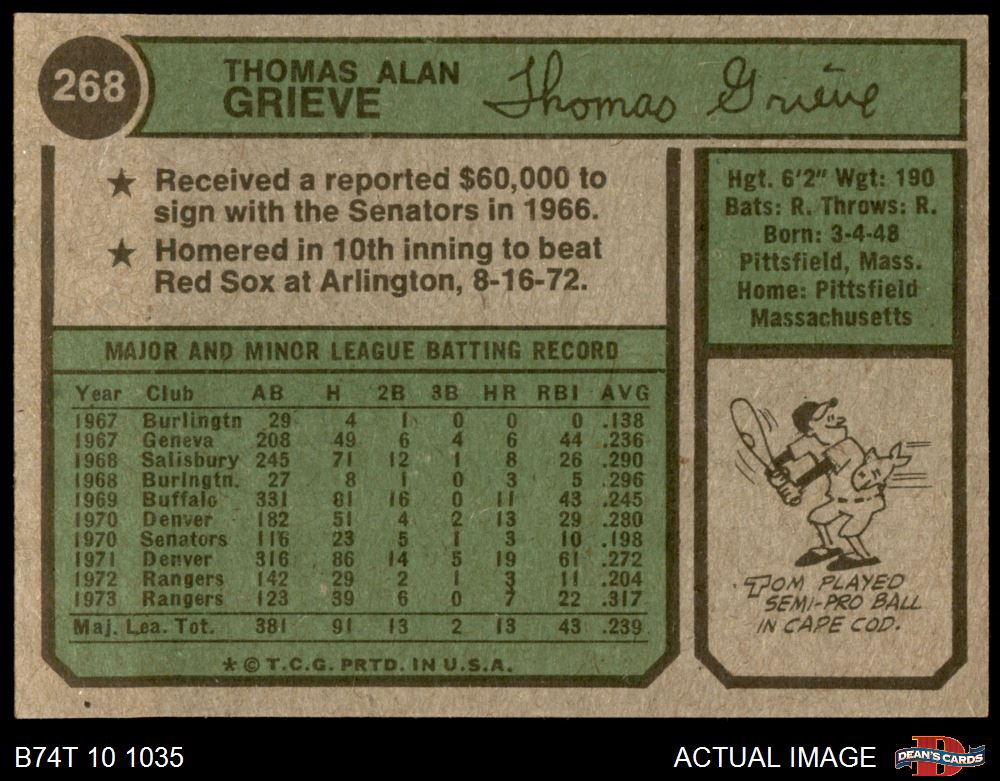 268
THOMAS ALAN
GRIEVE
Thomas Grieve
★ Received a reported $60,000 to
sign with the Senators in 1966.
★ Homered in 10th inning to beat
Red Sox at Arlington, 8-16-72.
Hgt. 6'2" Wgt: 190
Bats: R. Throws: R.
Born: 3-4-48
Pittsfield, Mass.
Home: Pittsfield
Massachusetts
MAJOR AND MINOR LEAGUE BATTING RECORD
Year Club AB H 2B 3B HR RBI AVG
1967 Burlingtn 29 4 1 0 0 0 .138
1967 Geneva 208 49 6 4 6 44 .236
1968 Salisbury 245 71 12 1 8 26 .290
1968 Burlngtn. 27 8 1 0 3 5 .296
1969 Buffalo 331 81 16 0 11 43 .245
1970 Denver 182 51 4 2 13 29 .280
1970 Senators 116 23 5 1 3 10 .198
1971 Denver 316 86 14 5 19 61 .272
1972 Rangers 142 29 2 1 3 11 .204
1973 Rangers 123 39 6 0 7 22 .317
Maj. Lea. Tot. 381 91 13 2 13 43 .239
* © T.C.G. PRTD. IN U.S.A.
TOM PLAYED
SEMI-PRO BALL
IN CAPE COD.
B74T 10 1035
ACTUAL IMAGE
D
DEAN'S CARDS